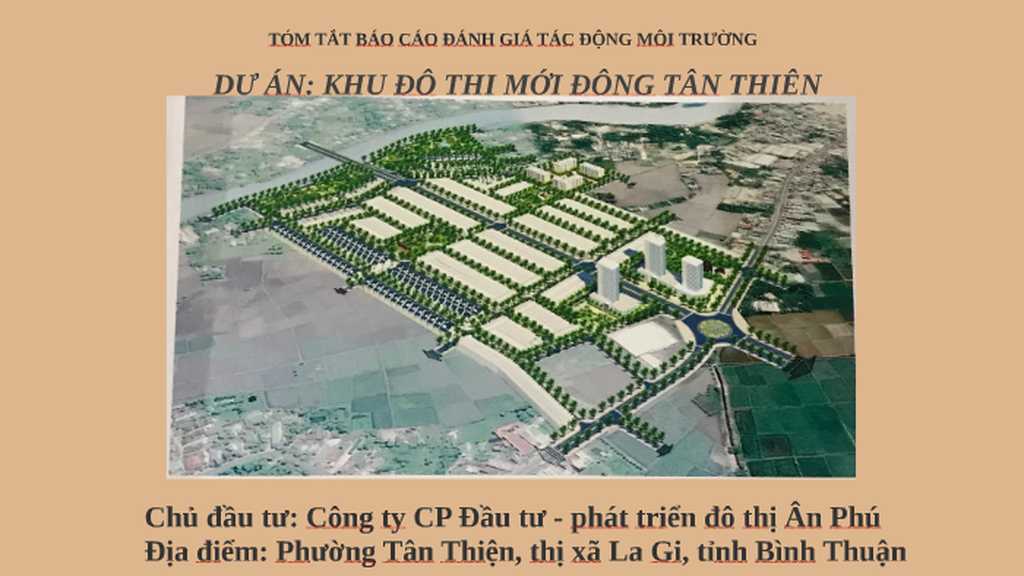 TÓM TẮT BÁO CÁO ĐÁNH GIÁ TÁC ĐỘNG MÔI TRƯỜNG
DỰ ÁN: KHU ĐÔ THỊ MỚI ĐÔNG TÂN THIỆN
Chủ đầu tư: Công ty CP Đầu tư - phát triển đô thị Ân Phú
Địa điểm: Phường Tân Thiện, thị xã La Gi, tỉnh Bình Thuận